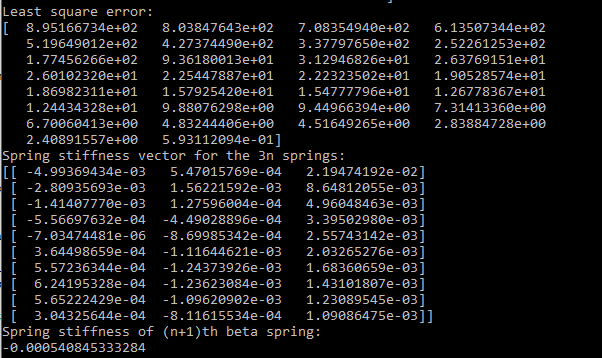 ]
Least square error:
[ 8.95166734e+02 8.03847643e+02 7.08354940e+02 6.13507344e+02
5.19649012e+02 4.27374490e+02 3.37797650e+02 2.52261253e+02
1.77456266e+02 9.36180013e+01 3.12946826e+01 2.63769151e+01
2.60102320e+01 2.25447887e+01 2.22323502e+01 1.90528574e+01
1.86982311e+01 1.57925420e+01 1.54777796e+01 1.26778367e+01
1.24434328e+01 9.88076298e+00 9.44966394e+00 7.31413360e+00
6.70060413e+00 4.83244406e+00 4.51649265e+00 2.83884728e+00
2.40891557e+00 5.93112094e-01]
Spring stiffness vector for the 3n springs:
[[ -4.99369434e-03 5.47015769e-04 2.19474192e-02]
[ -2.80935693e-03 1.56221592e-03 8.64812055e-03]
[ -1.41407770e-03 1.27596004e-04 4.96048463e-03]
[ -5.56697632e-04 -4.49028896e-04 3.39502980e-03]
[ -7.03474481e-06 -8.69985342e-04 2.55743142e-03]
[ 3.64498659e-04 -1.11644621e-03 2.03265276e-03]
[ 5.57236344e-04 -1.24373926e-03 1.68360659e-03]
[ 6.24195328e-04 -1.23623084e-03 1.43101807e-03]
[ 5.65222429e-04 -1.09620902e-03 1.23089545e-03]
[ 3.04325644e-04 -8.11615534e-04 1.09086475e-03]]
Spring stiffness of (n+1)th beta spring:
-0.000540845333284